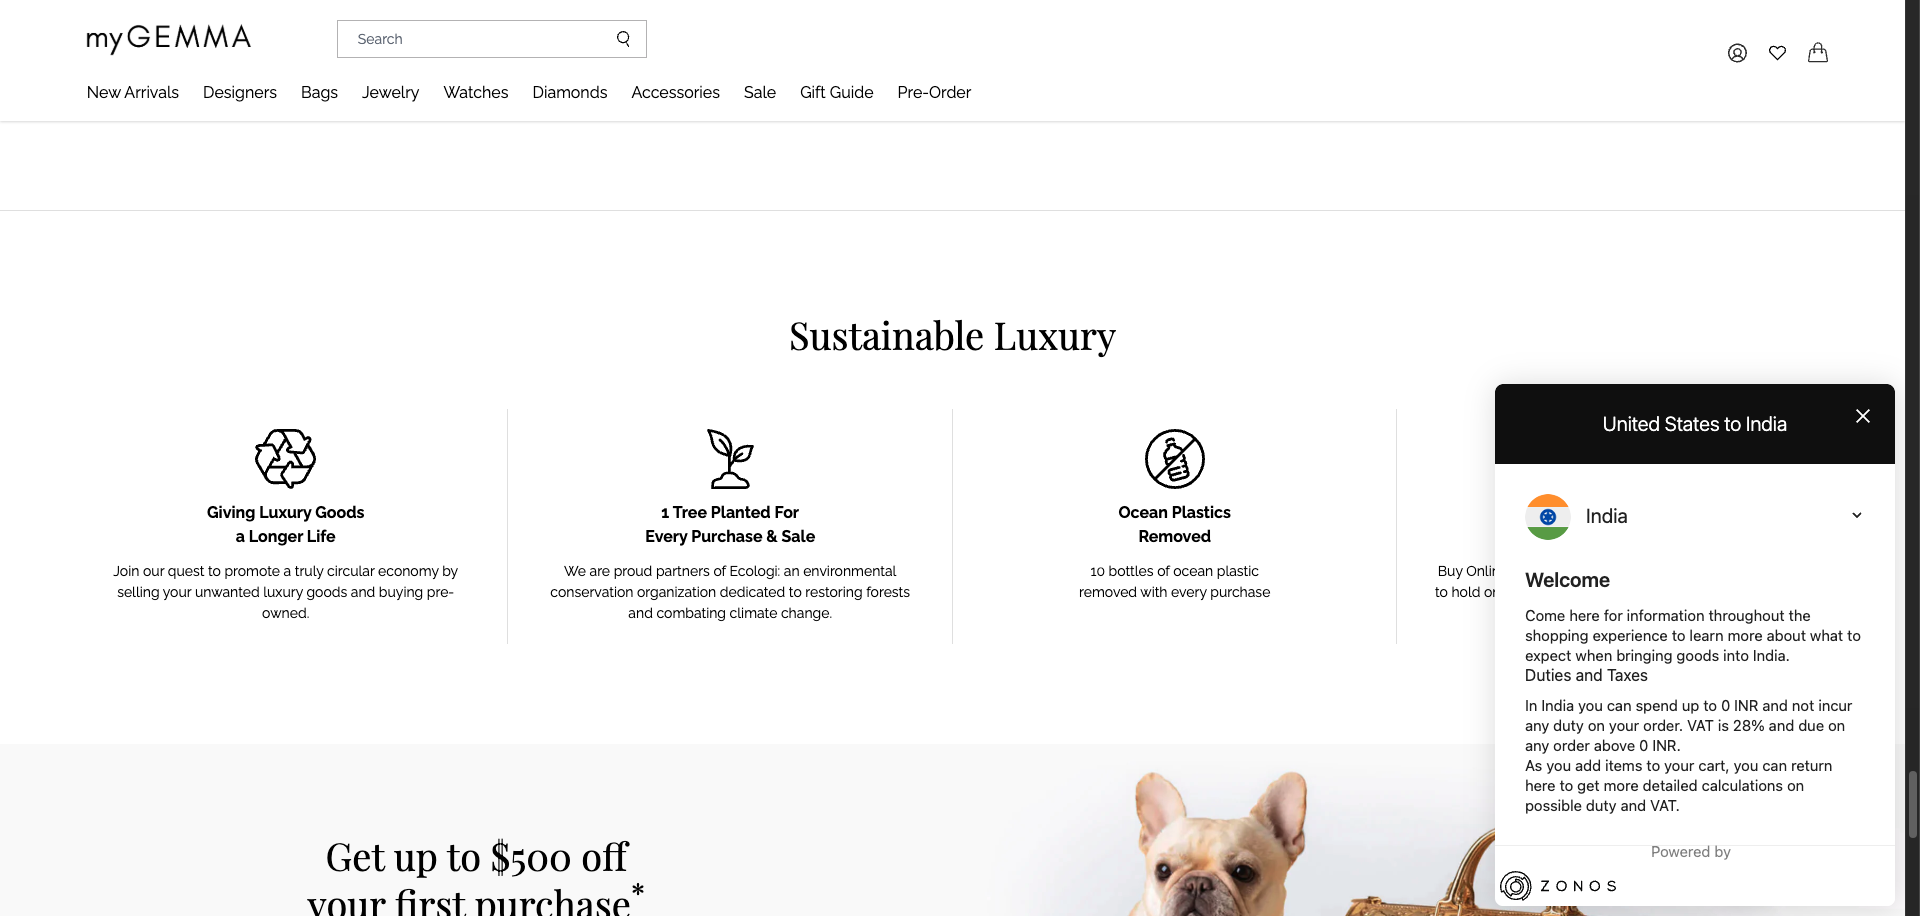 myGEMMA
Search
New Arrivals
Designers
Bags
Jewelry
Watches
Diamonds
Accessories
Sale
Gift Guide
Pre-Order
Sustainable Luxury
Giving Luxury Goods
a Longer Life
Join our quest to promote a truly circular economy by
selling your unwanted luxury goods and buying pre-
owned.
1 Tree Planted For
Every Purchase & Sale
We are proud partners of Ecologi: an environmental
conservation organization dedicated to restoring forests
and combating climate change.
Ocean Plastics
Removed
10 bottles of ocean plastic
removed with every purchase
Buy
to hold
Get up to $500 off
your first purchase*
United States to India
India
Welcome
Come here for information throughout the
shopping experience to learn more about what to
expect when bringing goods into India.
Duties and Taxes
In India you can spend up to 0 INR and not incur
any duty on your order. VAT is 28% and due on
any order above 0 INR.
As you add items to your cart, you can return
here to get more detailed calculations on
possible duty and VAT.
Powered by
ZONOS